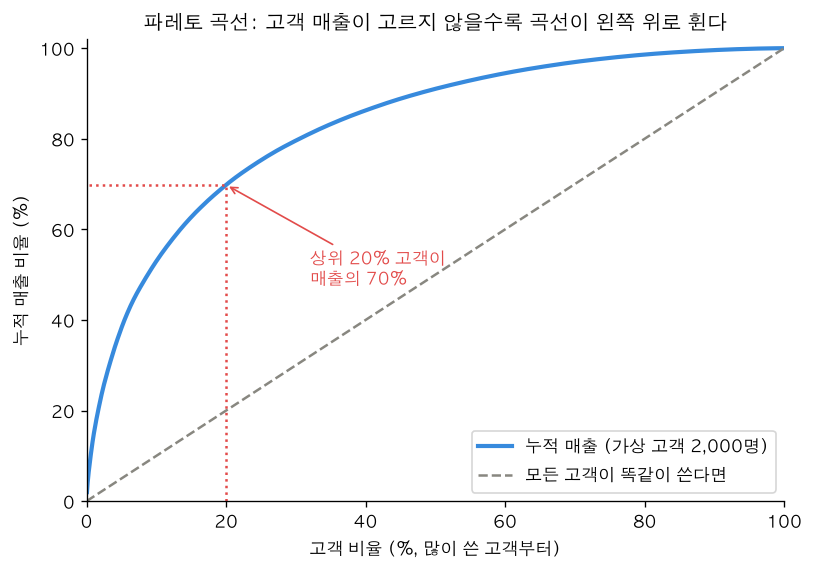 파레토 곡선: 고객 매출이 고르지 않을수록 곡선이 왼쪽 위로 휜다
누적 매출 비율 (%)
100
80
60
40
20
0
상위 20% 고객이
매출의 70%
누적 매출 (가상 고객 2,000명)
모든 고객이 똑같이 쓴다면
0 20 40 60 80 100
고객 비율 (%, 많이 쓴 고객부터)